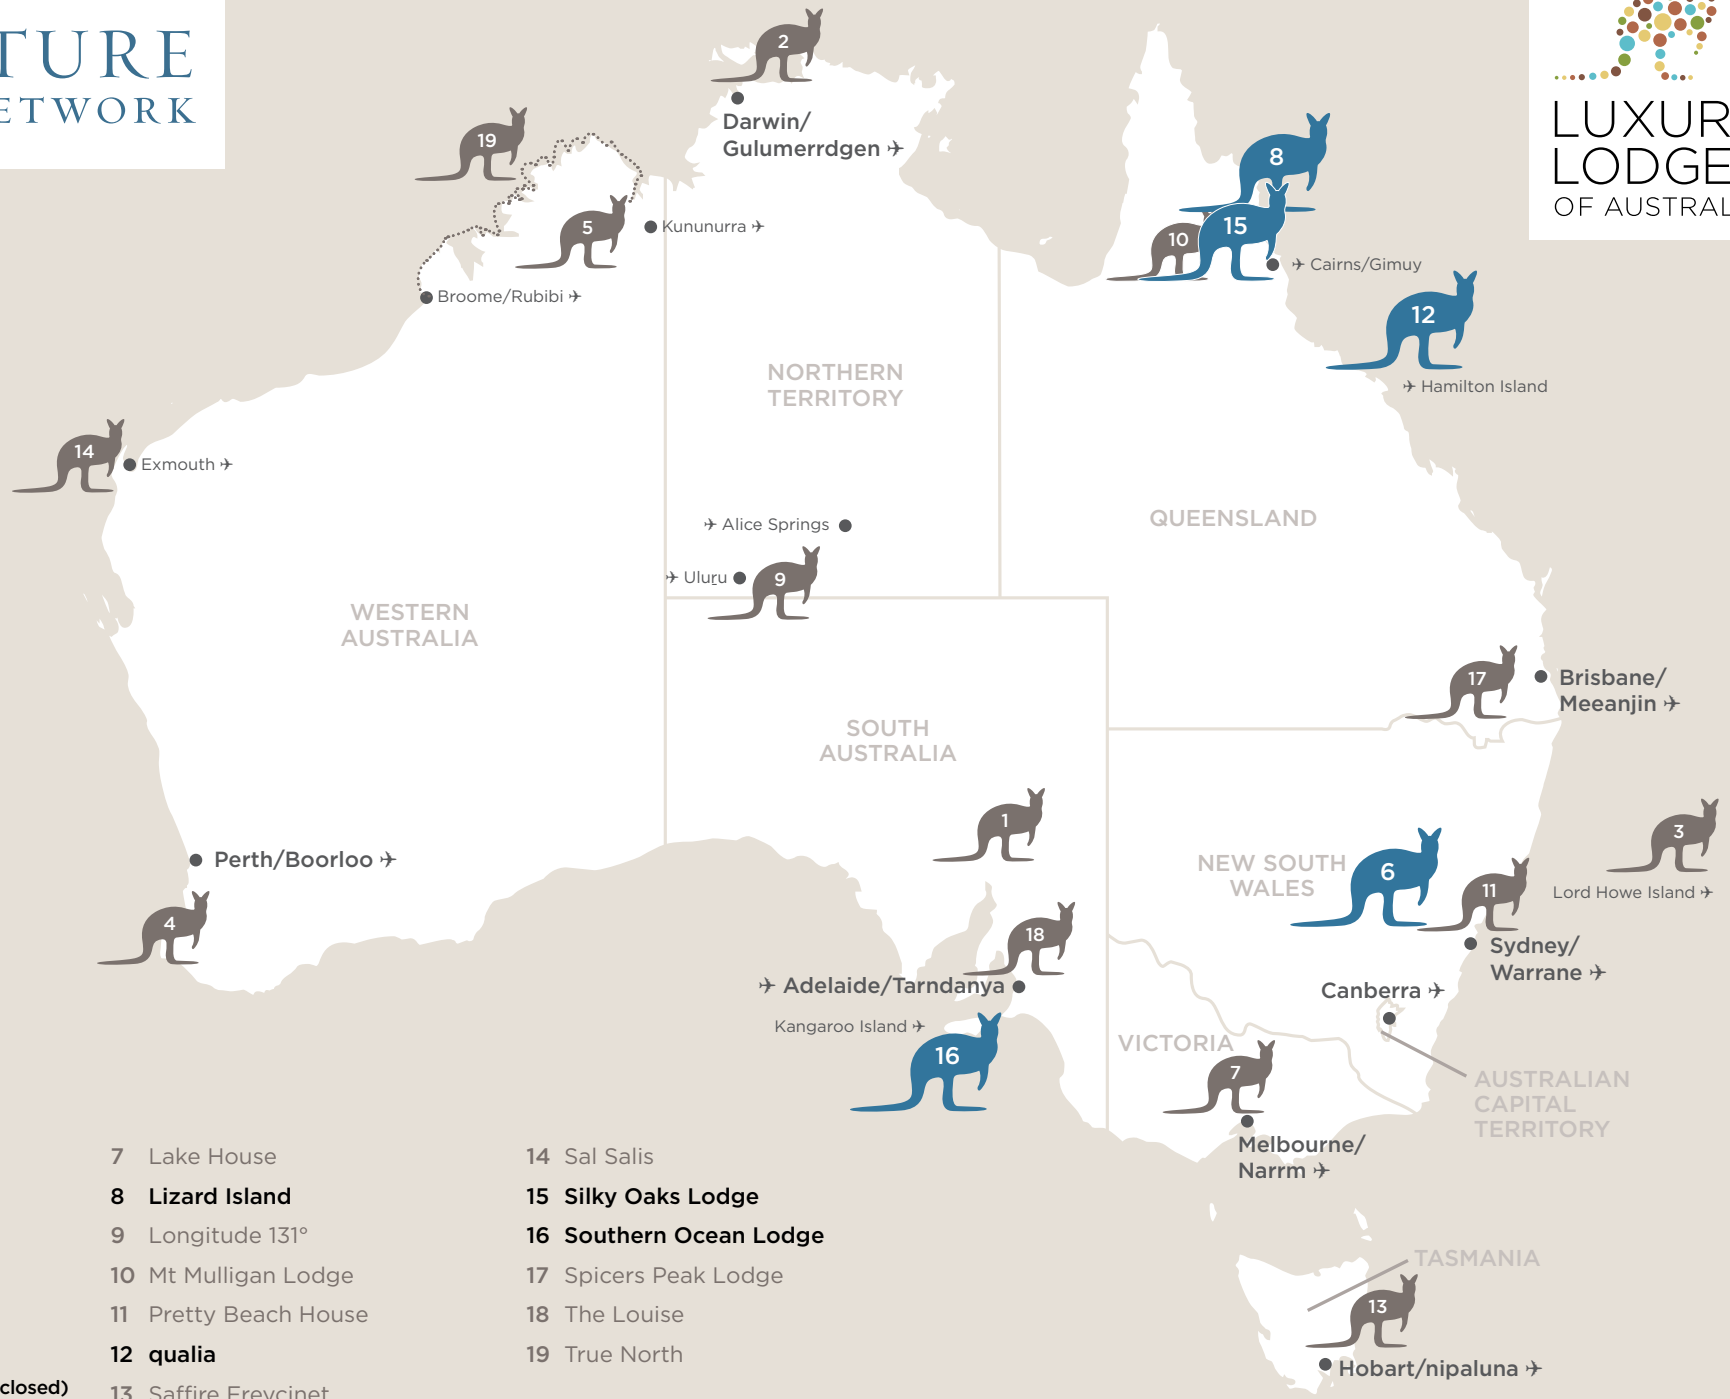 TURE
ETWORK
LUXUR
LODGE
OF AUSTRAL
2
Darwin/
Gulumerrdgen ✈
19
5
Kununurra ✈
Broome/Rubibi ✈
8
15
10
✈ Cairns/Gimuy
12
✈ Hamilton Island
NORTHERN
TERRITORY
14
Exmouth ✈
QUEENSLAND
✈ Alice Springs
✈ Uluṟu
9
WESTERN
AUSTRALIA
17
Brisbane/
Meeanjin ✈
SOUTH
AUSTRALIA
1
3
Lord Howe Island ✈
Perth/Boorloo ✈
4
NEW SOUTH
WALES
6
11
Sydney/
Warrane ✈
18
✈ Adelaide/Tarndanya
Canberra ✈
Kangaroo Island ✈
16
VICTORIA
7
AUSTRALIAN
CAPITAL
TERRITORY
Melbourne/
Narrm ✈
TASMANIA
13
Hobart/nipaluna ✈
7 Lake House
8 Lizard Island
9 Longitude 131°
10 Mt Mulligan Lodge
11 Pretty Beach House
12 qualia
13 Saffire Freycinet
14 Sal Salis
15 Silky Oaks Lodge
16 Southern Ocean Lodge
17 Spicers Peak Lodge
18 The Louise
19 True North
closed)